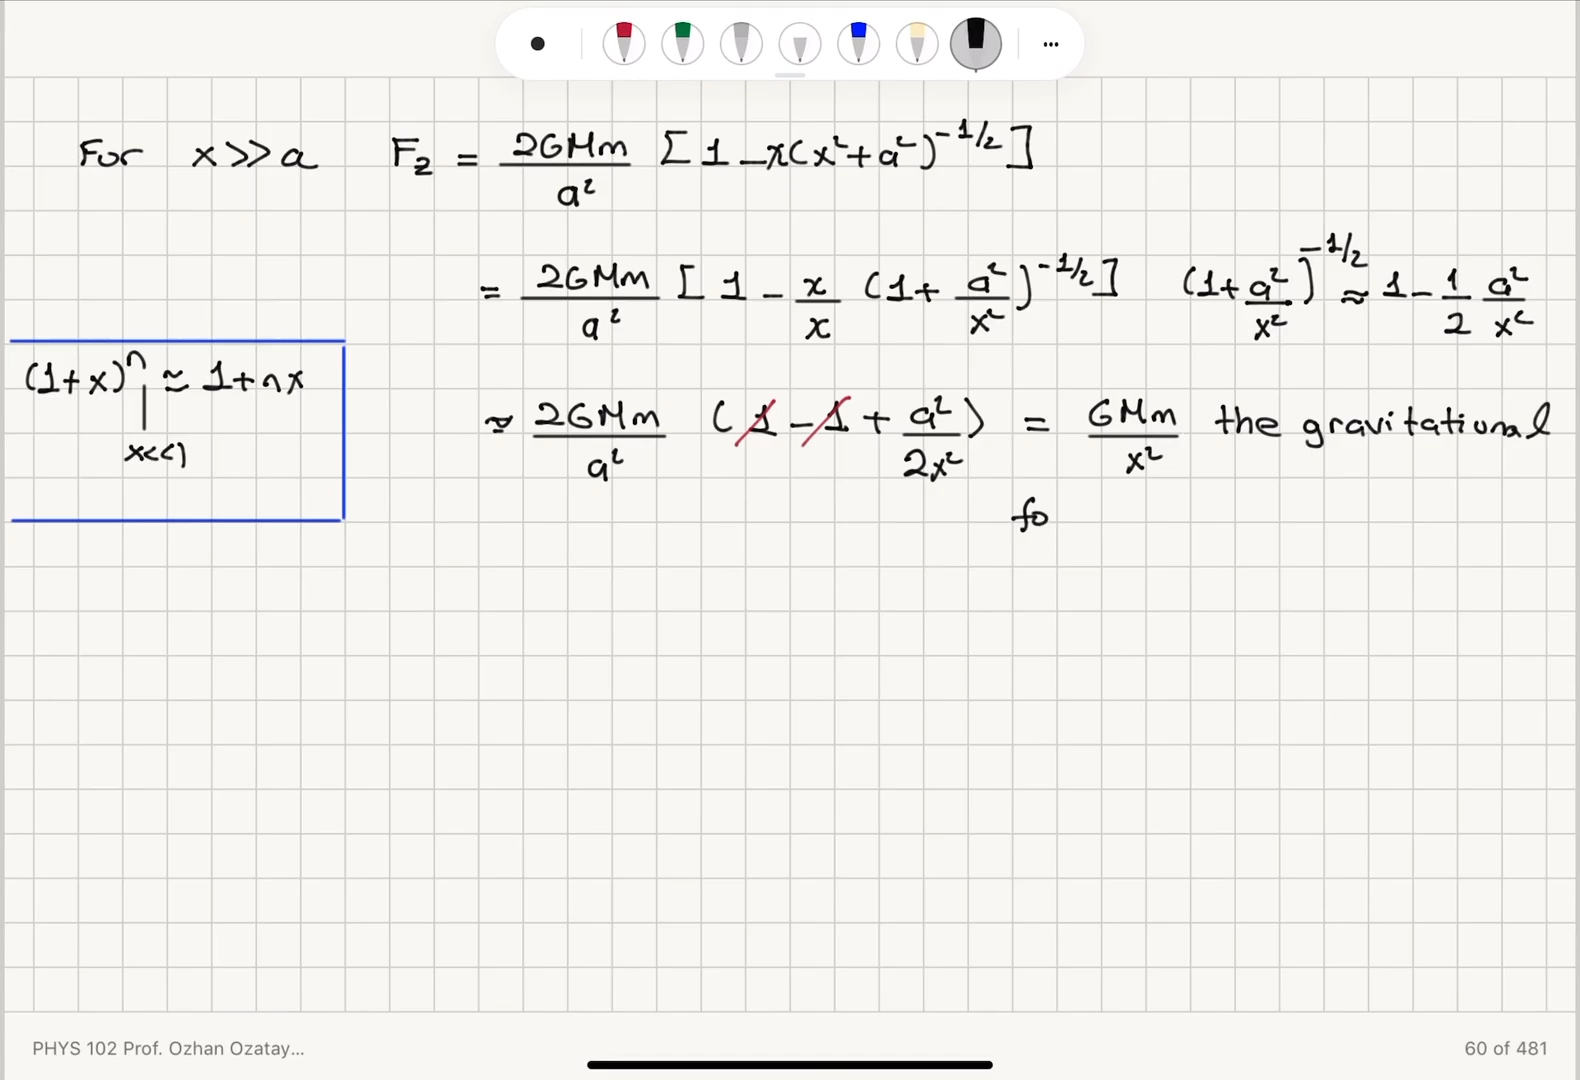 For x >> a F₂ = 2GMm/a² [1 - x(x²+a²)^-1/2]
= 2GMm/a² [1 - x/x (1 + a²/x²)^-1/2] (1 + a²/x²)^-1/2 ≈ 1 - 1/2 a²/x²
(1+x)ⁿ ≃ 1+nx
x<<1
≃ 2GMm/a² (1 - 1 + a²/2x²) = GMm/x² the gravitational
fo
PHYS 102 Prof. Ozhan Ozatay...
60 of 481